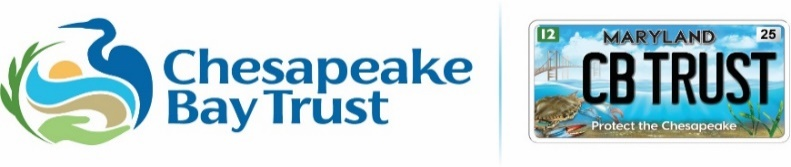 Chesapeake
Bay Trust
12
MARYLAND
25
CB TRUST
Protect the Chesapeake